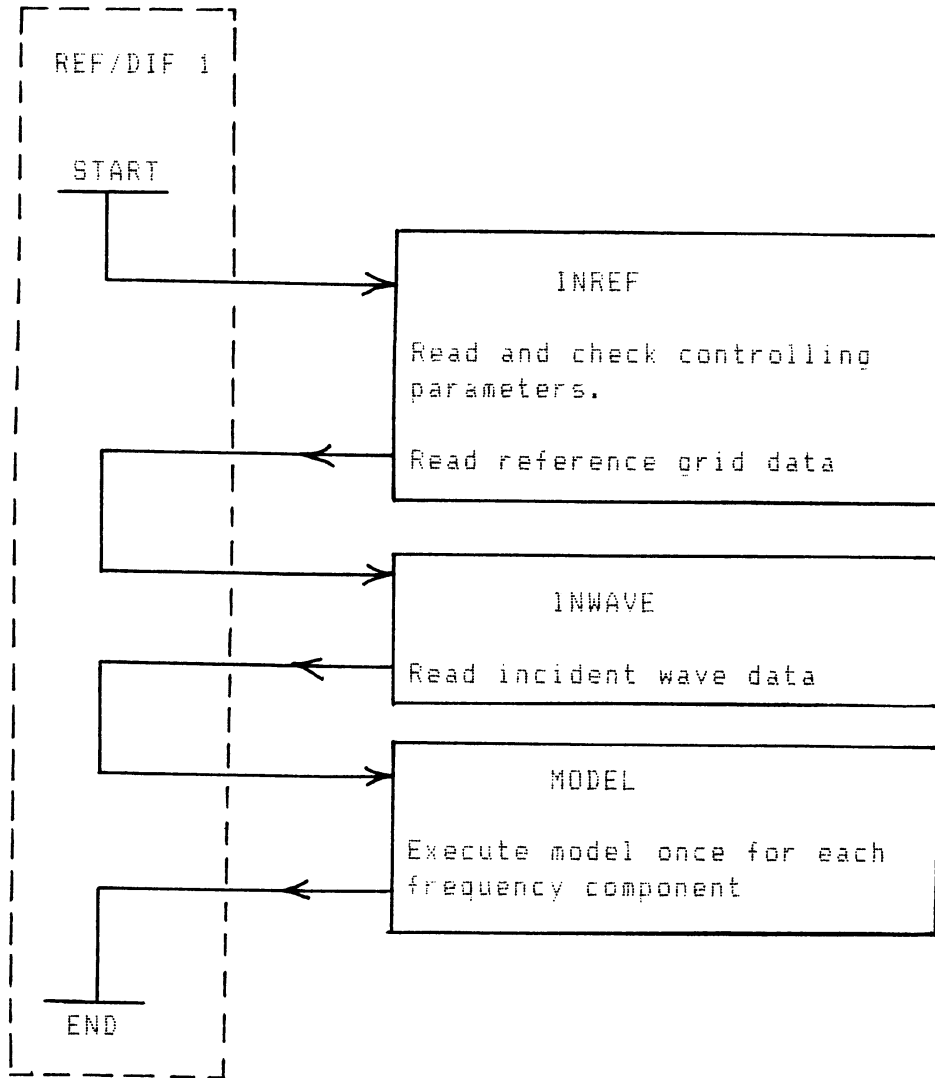 REF/DIF 1
START
INREF
Read and check controlling
parameters.
Read reference grid data
INWAVE
Read incident wave data
MODEL
Execute model once for each
frequency component
END